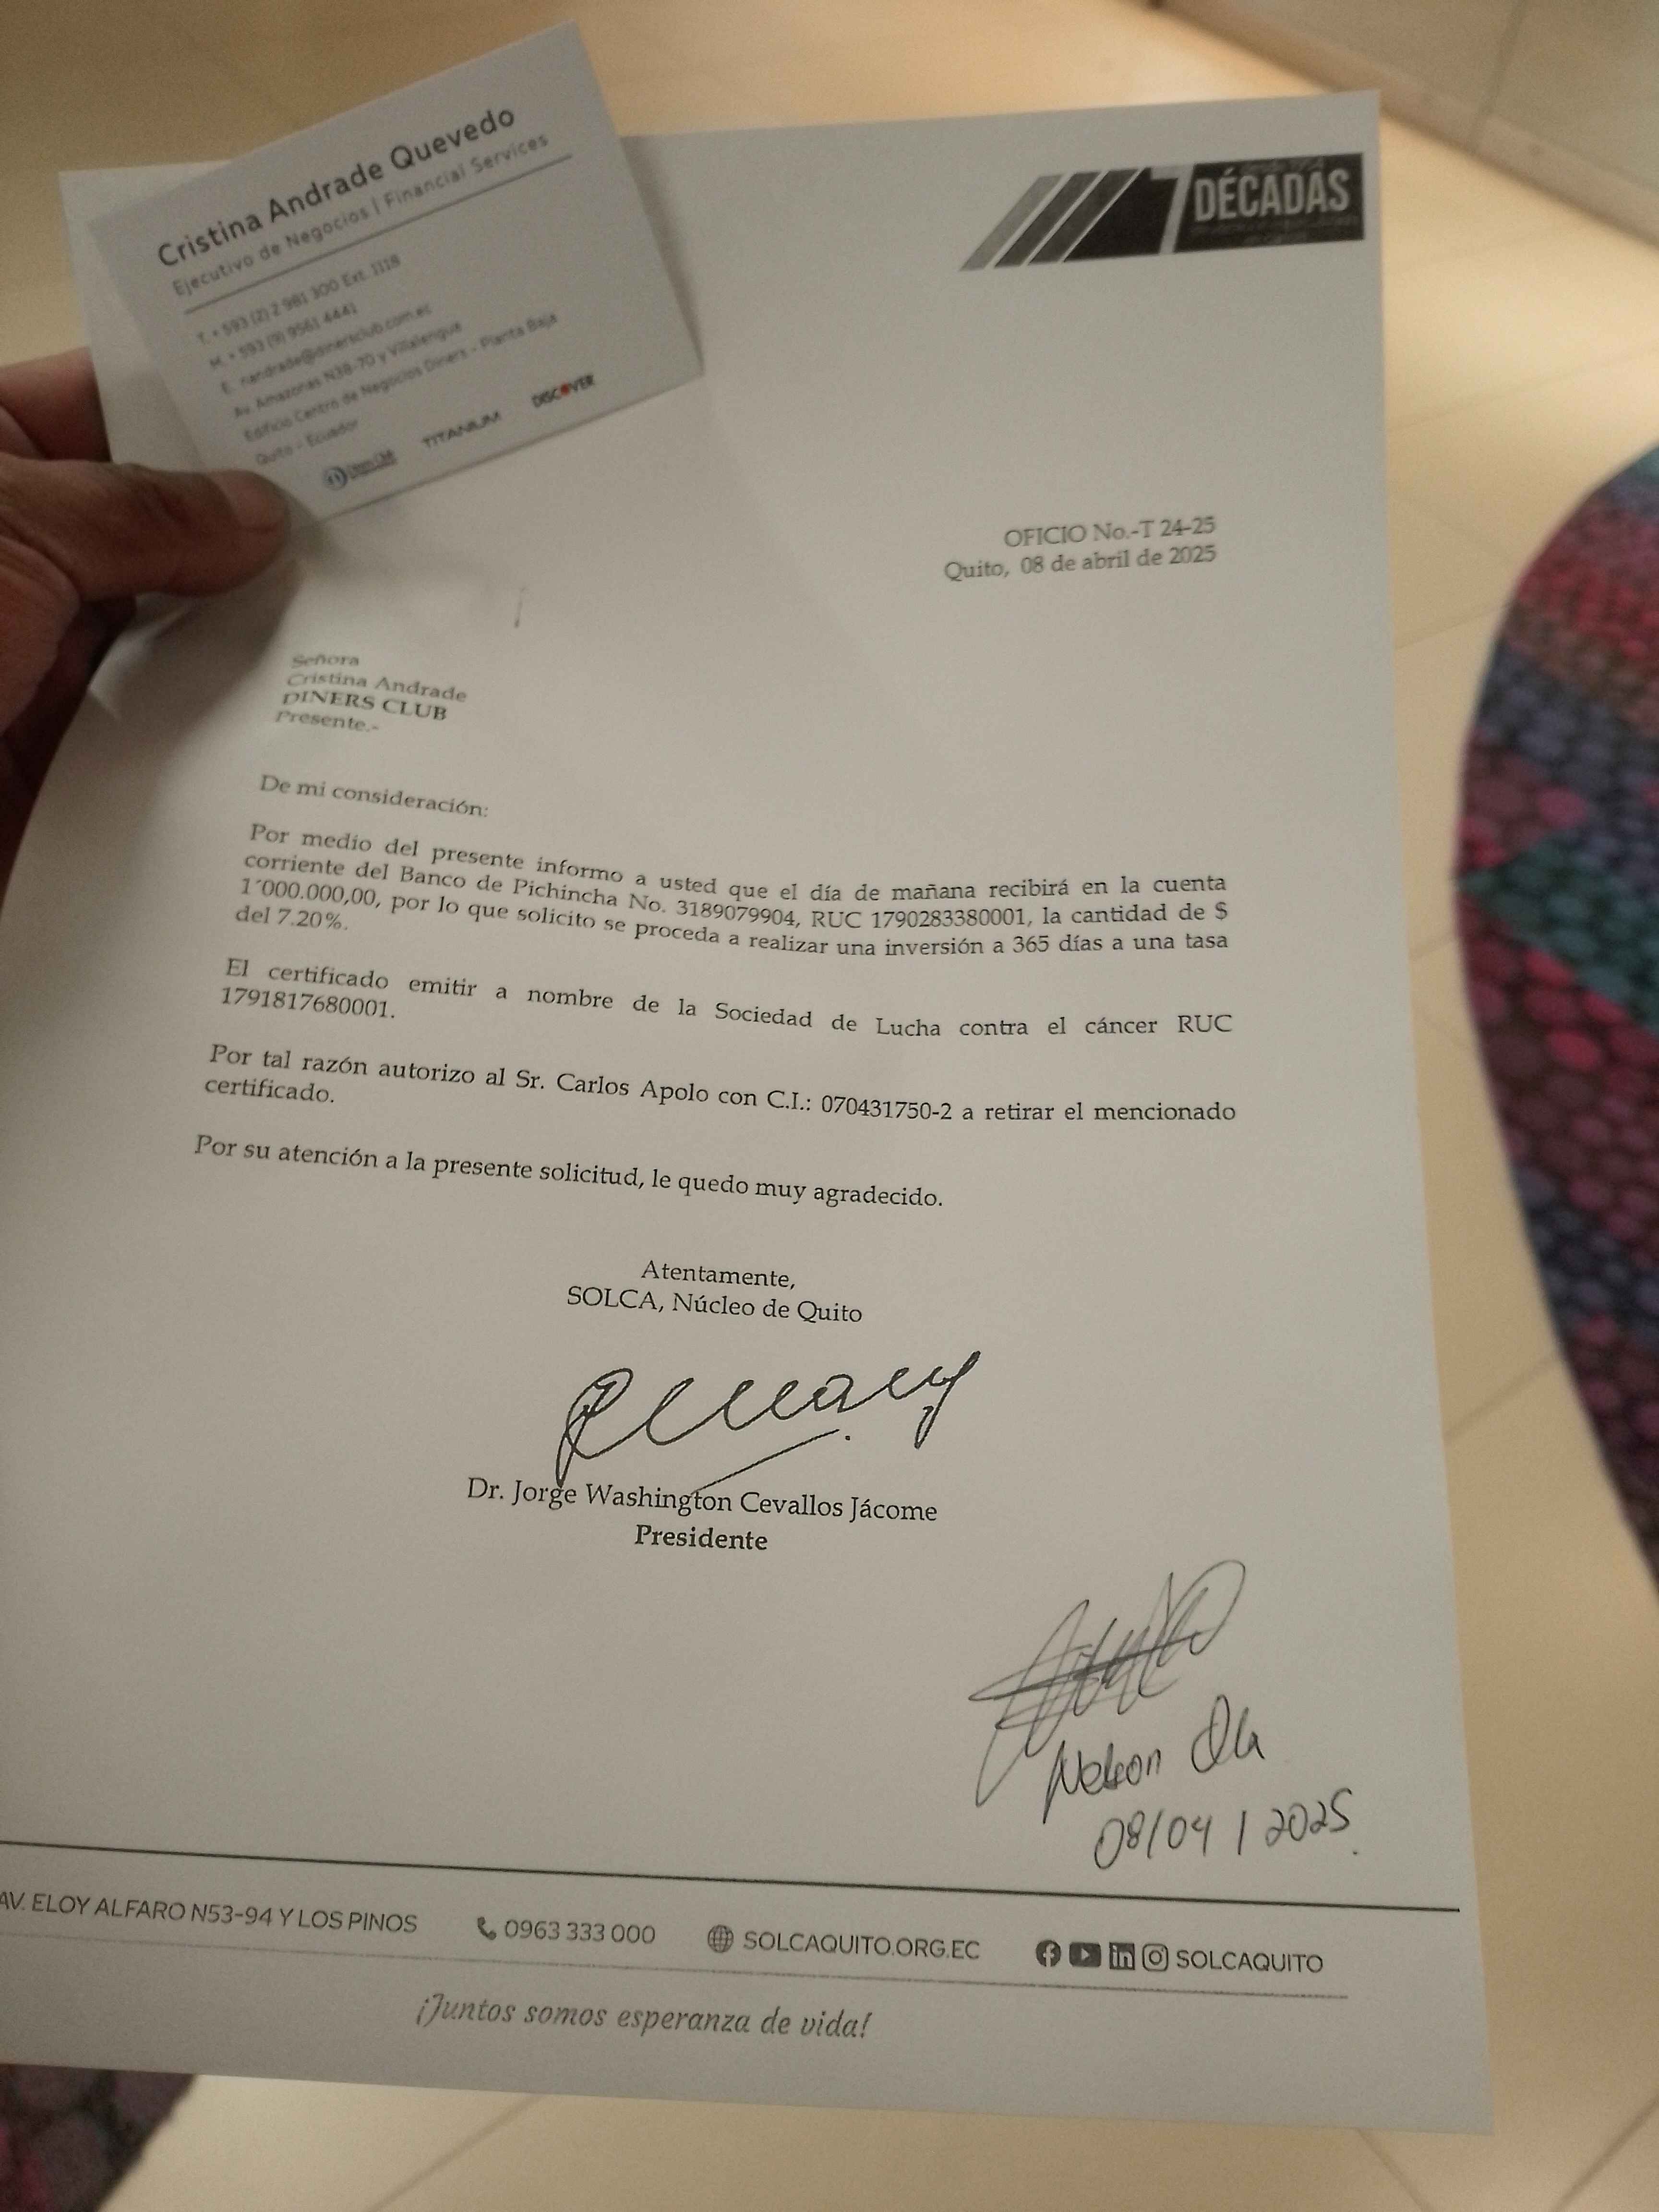 Cristina Andrade Quevedo
Ejecutivo de Negocios | Financial Services
T. + 593 (2) 2 981 300 Ext. 1118
M. + 593 (9) 9561 4441
E. nandrade@dinersclub.com.ec
Av. Amazonas N38-70 y Villalengua
Edificio Centro de Negocios Diners - Planta Baja
Quito - Ecuador
Diners Club TITANIUM DISCOVER
7 DÉCADAS
OFICIO No.-T 24-25
Quito, 08 de abril de 2025
Señora
Cristina Andrade
DINERS CLUB
Presente.-
De mi consideración:
Por medio del presente informo a usted que el día de mañana recibirá en la cuenta
corriente del Banco de Pichincha No. 3189079904, RUC 1790283380001, la cantidad de $
1´000.000,00, por lo que solicito se proceda a realizar una inversión a 365 días a una tasa
del 7.20%.
El certificado emitir a nombre de la Sociedad de Lucha contra el cáncer RUC
1791817680001.
Por tal razón autorizo al Sr. Carlos Apolo con C.I.: 070431750-2 a retirar el mencionado
certificado.
Por su atención a la presente solicitud, le quedo muy agradecido.
Atentamente,
SOLCA, Núcleo de Quito
Dr. Jorge Washington Cevallos Jácome
Presidente
Nelson
08/04/2025.
AV. ELOY ALFARO N53-94 Y LOS PINOS 0963 333 000 SOLCAQUITO.ORG.EC SOLCAQUITO
¡Juntos somos esperanza de vida!